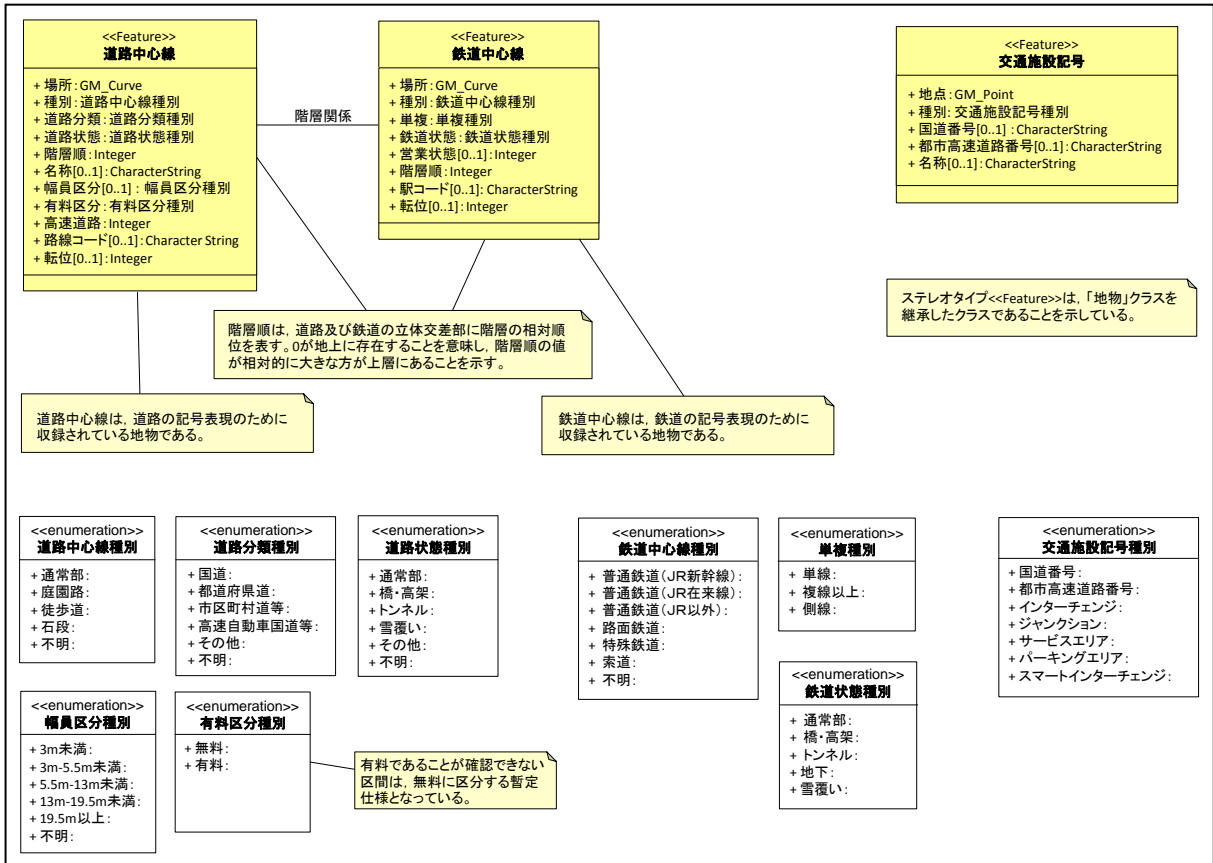 <<Feature>>
道路中心線
+ 場所:GM_Curve
+ 種別:道路中心線種別
+ 道路分類:道路分類種別
+ 道路状態:道路状態種別
+ 階層順:Integer
+ 名称[0..1]:CharacterString
+ 幅員区分[0..1] : 幅員区分種別
+ 有料区分:有料区分種別
+ 高速道路:Integer
+ 路線コード[0..1]:Character String
+ 転位[0..1]:Integer
階層関係
<<Feature>>
鉄道中心線
+ 場所:GM_Curve
+ 種別:鉄道中心線種別
+ 単複:単複種別
+ 鉄道状態:鉄道状態種別
+ 営業状態[0..1]:Integer
+ 階層順:Integer
+ 駅コード[0..1]:CharacterString
+ 転位[0..1]:Integer
<<Feature>>
交通施設記号
+ 地点:GM_Point
+ 種別:交通施設記号種別
+ 国道番号[0..1] :CharacterString
+ 都市高速道路番号[0..1]:CharacterString
+ 名称[0..1]:CharacterString
ステレオタイプ<<Feature>>は,「地物」クラスを
継承したクラスであることを示している。
階層順は,道路及び鉄道の立体交差部に階層の相対順
位を表す。0が地上に存在することを意味し,階層順の値
が相対的に大きな方が上層にあることを示す。
道路中心線は,道路の記号表現のために
収録されている地物である。
鉄道中心線は,鉄道の記号表現のために
収録されている地物である。
<<enumeration>>
道路中心線種別
+ 通常部:
+ 庭園路:
+ 徒歩道:
+ 石段:
+ 不明:
<<enumeration>>
道路分類種別
+ 国道:
+ 都道府県道:
+ 市区町村道等:
+ 高速自動車国道等:
+ その他:
+ 不明:
<<enumeration>>
道路状態種別
+ 通常部:
+ 橋・高架:
+ トンネル:
+ 雪覆い:
+ その他:
+ 不明:
<<enumeration>>
鉄道中心線種別
+ 普通鉄道(JR新幹線):
+ 普通鉄道(JR在来線):
+ 普通鉄道(JR以外):
+ 路面鉄道:
+ 特殊鉄道:
+ 索道:
+ 不明:
<<enumeration>>
単複種別
+ 単線:
+ 複線以上:
+ 側線:
<<enumeration>>
交通施設記号種別
+ 国道番号:
+ 都市高速道路番号:
+ インターチェンジ:
+ ジャンクション:
+ サービスエリア:
+ パーキングエリア:
+ スマートインターチェンジ:
<<enumeration>>
鉄道状態種別
+ 通常部:
+ 橋・高架:
+ トンネル:
+ 地下:
+ 雪覆い:
<<enumeration>>
幅員区分種別
+ 3m未満:
+ 3m-5.5m未満:
+ 5.5m-13m未満:
+ 13m-19.5m未満:
+ 19.5m以上:
+ 不明:
<<enumeration>>
有料区分種別
+ 無料:
+ 有料:
有料であることが確認できない
区間は,無料に区分する暫定
仕様となっている。